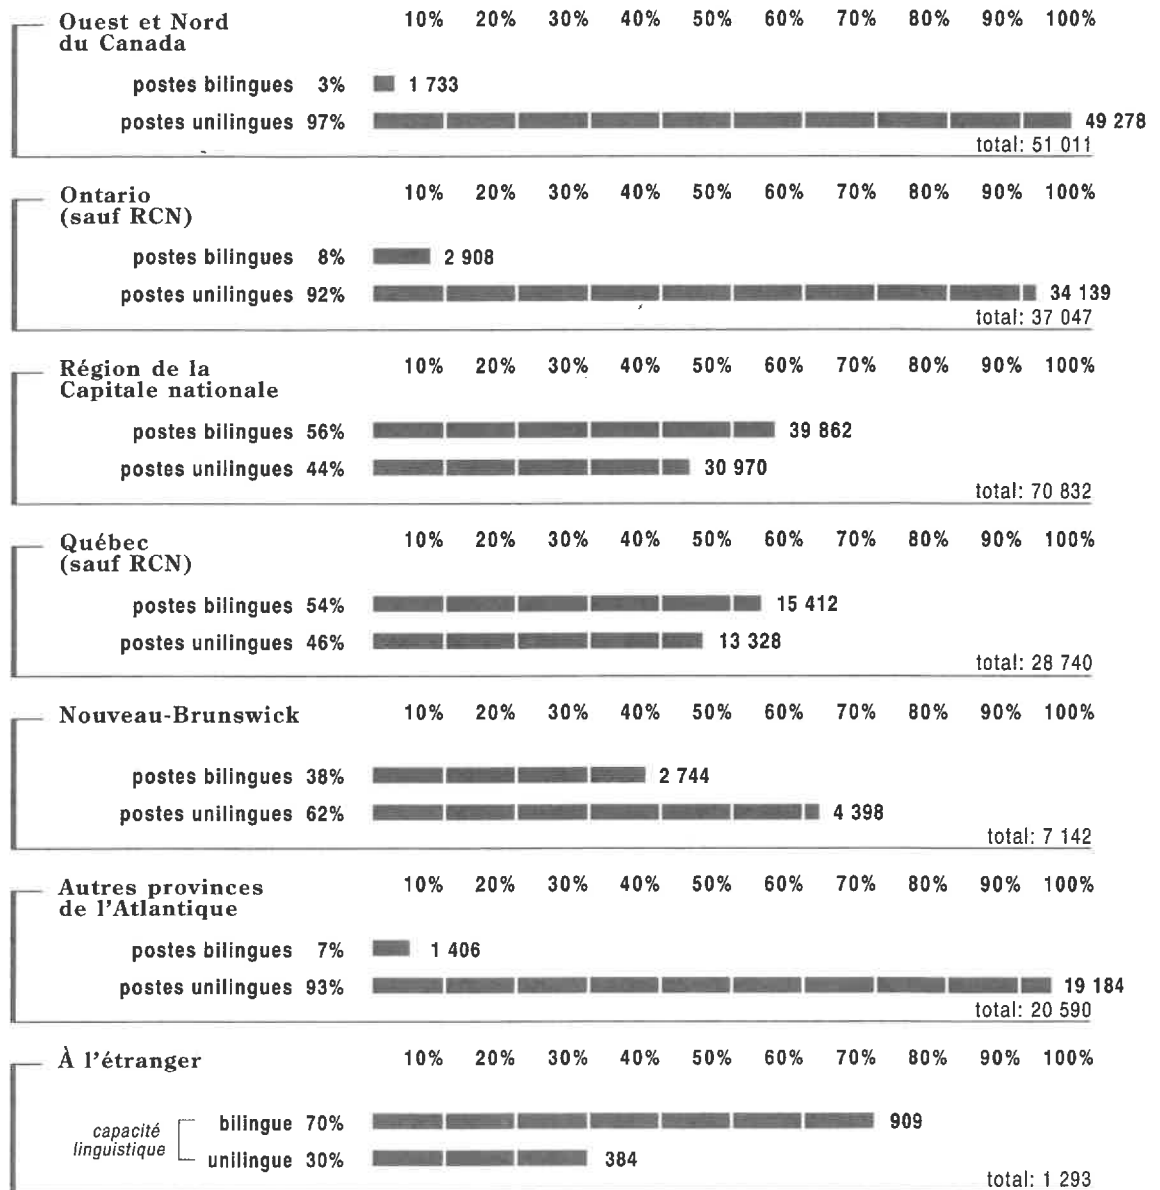 Ouest et Nord
du Canada
10% 20% 30% 40% 50% 60% 70% 80% 90% 100%
postes bilingues 3% 1 733
postes unilingues 97% 49 278
total: 51 011
Ontario
(sauf RCN)
10% 20% 30% 40% 50% 60% 70% 80% 90% 100%
postes bilingues 8% 2 908
postes unilingues 92% 34 139
total: 37 047
Région de la
Capitale nationale
10% 20% 30% 40% 50% 60% 70% 80% 90% 100%
postes bilingues 56% 39 862
postes unilingues 44% 30 970
total: 70 832
Québec
(sauf RCN)
10% 20% 30% 40% 50% 60% 70% 80% 90% 100%
postes bilingues 54% 15 412
postes unilingues 46% 13 328
total: 28 740
Nouveau-Brunswick
10% 20% 30% 40% 50% 60% 70% 80% 90% 100%
postes bilingues 38% 2 744
postes unilingues 62% 4 398
total: 7 142
Autres provinces
de l'Atlantique
10% 20% 30% 40% 50% 60% 70% 80% 90% 100%
postes bilingues 7% 1 406
postes unilingues 93% 19 184
total: 20 590
À l'étranger
10% 20% 30% 40% 50% 60% 70% 80% 90% 100%
capacité
linguistique
bilingue 70% 909
unilingue 30% 384
total: 1 293